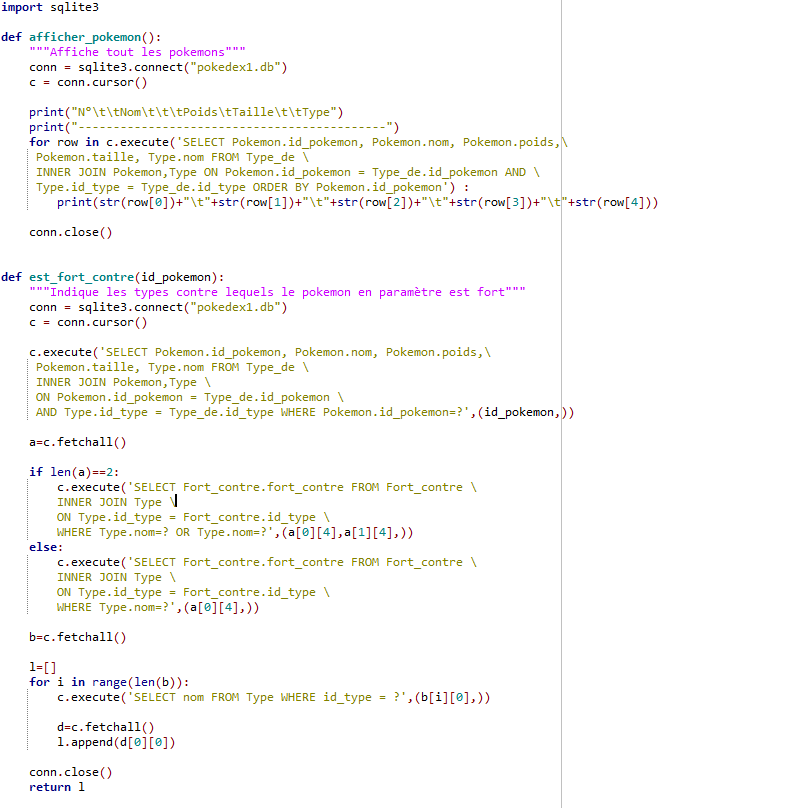 import sqlite3
def afficher_pokemon():
"""Affiche tout les pokemons"""
conn = sqlite3.connect("pokedex1.db")
c = conn.cursor()
print("N°\t\tNom\t\t\tPoids\tTaille\t\tType")
print("--------------------------------------------")
for row in c.execute('SELECT Pokemon.id_pokemon, Pokemon.nom, Pokemon.poids,\
Pokemon.taille, Type.nom FROM Type_de \
INNER JOIN Pokemon,Type ON Pokemon.id_pokemon = Type_de.id_pokemon AND \
Type.id_type = Type_de.id_type ORDER BY Pokemon.id_pokemon') :
print(str(row[0])+"\t"+str(row[1])+"\t"+str(row[2])+"\t"+str(row[3])+"\t"+str(row[4]))
conn.close()
def est_fort_contre(id_pokemon):
"""Indique les types contre lequels le pokemon en paramètre est fort"""
conn = sqlite3.connect("pokedex1.db")
c = conn.cursor()
c.execute('SELECT Pokemon.id_pokemon, Pokemon.nom, Pokemon.poids,\
Pokemon.taille, Type.nom FROM Type_de \
INNER JOIN Pokemon,Type \
ON Pokemon.id_pokemon = Type_de.id_pokemon \
AND Type.id_type = Type_de.id_type WHERE Pokemon.id_pokemon=?',(id_pokemon,))
a=c.fetchall()
if len(a)==2:
c.execute('SELECT Fort_contre.fort_contre FROM Fort_contre \
INNER JOIN Type \
ON Type.id_type = Fort_contre.id_type \
WHERE Type.nom=? OR Type.nom=?',(a[0][4],a[1][4],))
else:
c.execute('SELECT Fort_contre.fort_contre FROM Fort_contre \
INNER JOIN Type \
ON Type.id_type = Fort_contre.id_type \
WHERE Type.nom=?',(a[0][4],))
b=c.fetchall()
l=[]
for i in range(len(b)):
c.execute('SELECT nom FROM Type WHERE id_type = ?',(b[i][0],))
d=c.fetchall()
l.append(d[0][0])
conn.close()
return l